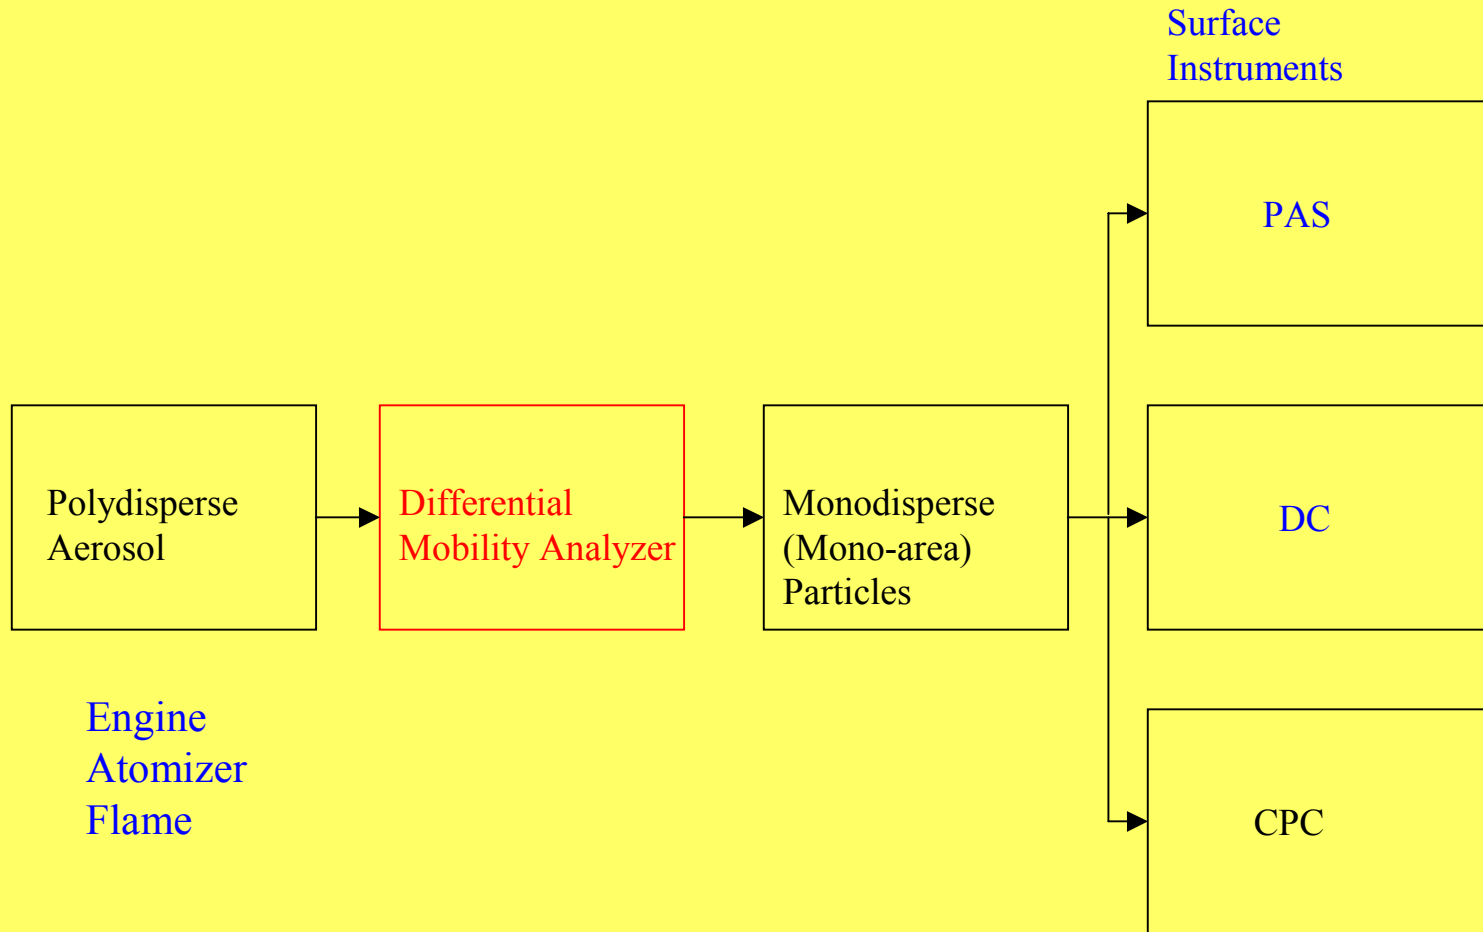 Surface
Instruments
PAS
Polydisperse
Aerosol
Differential
Mobility Analyzer
Monodisperse
(Mono-area)
Particles
DC
Engine
Atomizer
Flame
CPC